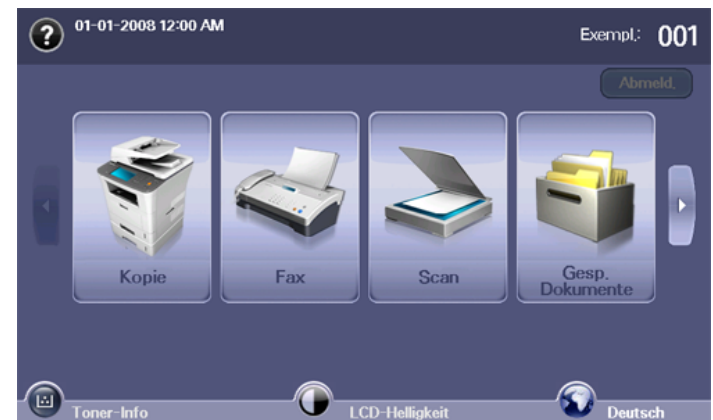 ?
01-01-2008 12:00 AM
Exempl.: 001
Abmeld.
Kopie
Fax
Scan
Gesp.
Dokumente
Toner-Info
LCD-Helligkeit
Deutsch